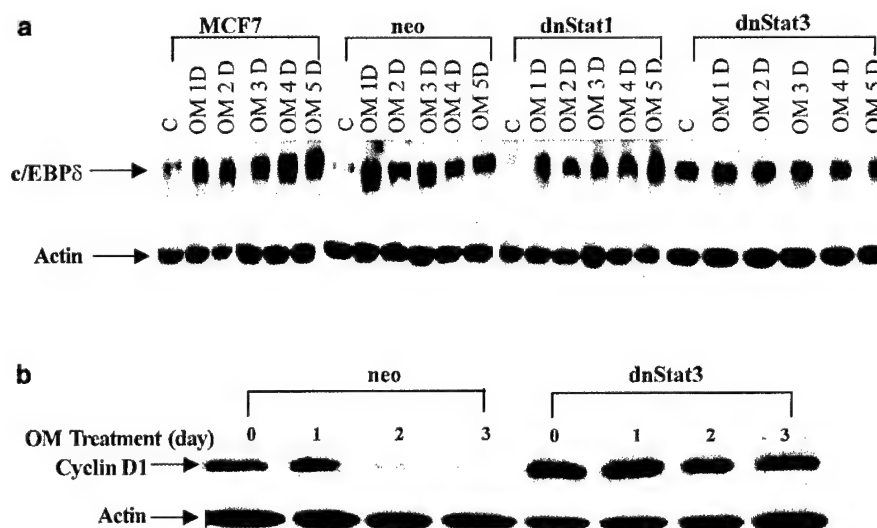 a
MCF7 neo dnStat1 dnStat3
C OM 1D OM 2 D OM 3 D OM 4 D OM 5 D C OM 1D OM 2 D OM 3 D OM 4 D OM 5D C OM 1D OM 2 D OM 3 D OM 4 D OM 5 D C OM 1 D OM 2 D OM 3 D OM 4 D OM 5 D
c/EBPδ
Actin
b
neo dnStat3
OM Treatment (day) 0 1 2 3 0 1 2 3
Cyclin D1
Actin